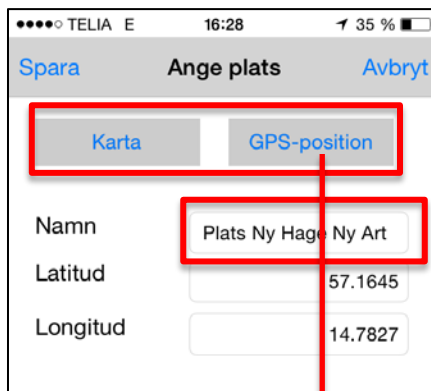 TELIA E 16:28 35 %
Spara Ange plats Avbryt
Karta GPS-position
Namn Plats Ny Hage Ny Art
Latitud 57.1645
Longitud 14.7827